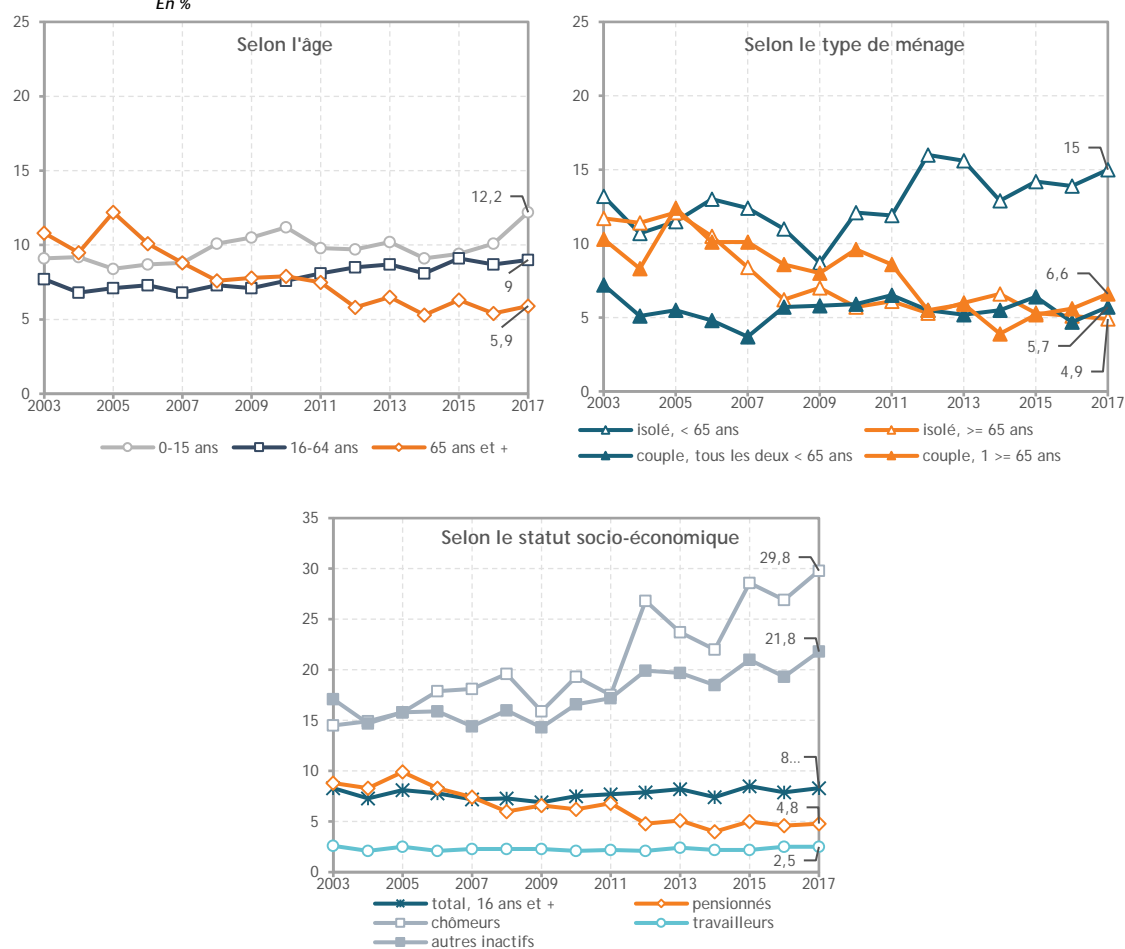 En %
Selon l'âge
25
20
15
10
5
0
12,2
9
5,9
2003 2005 2007 2009 2011 2013 2015 2017
0-15 ans 16-64 ans 65 ans et +
Selon le type de ménage
25
20
15
10
5
0
15
6,6
5,7
4,9
2003 2005 2007 2009 2011 2013 2015 2017
isolé, < 65 ans isolé, >= 65 ans
couple, tous les deux < 65 ans couple, 1 >= 65 ans
Selon le statut socio-économique
35
30
25
20
15
10
5
0
29,8
21,8
8...
4,8
2,5
2003 2005 2007 2009 2011 2013 2015 2017
total, 16 ans et + pensionnés
chômeurs travailleurs
autres inactifs